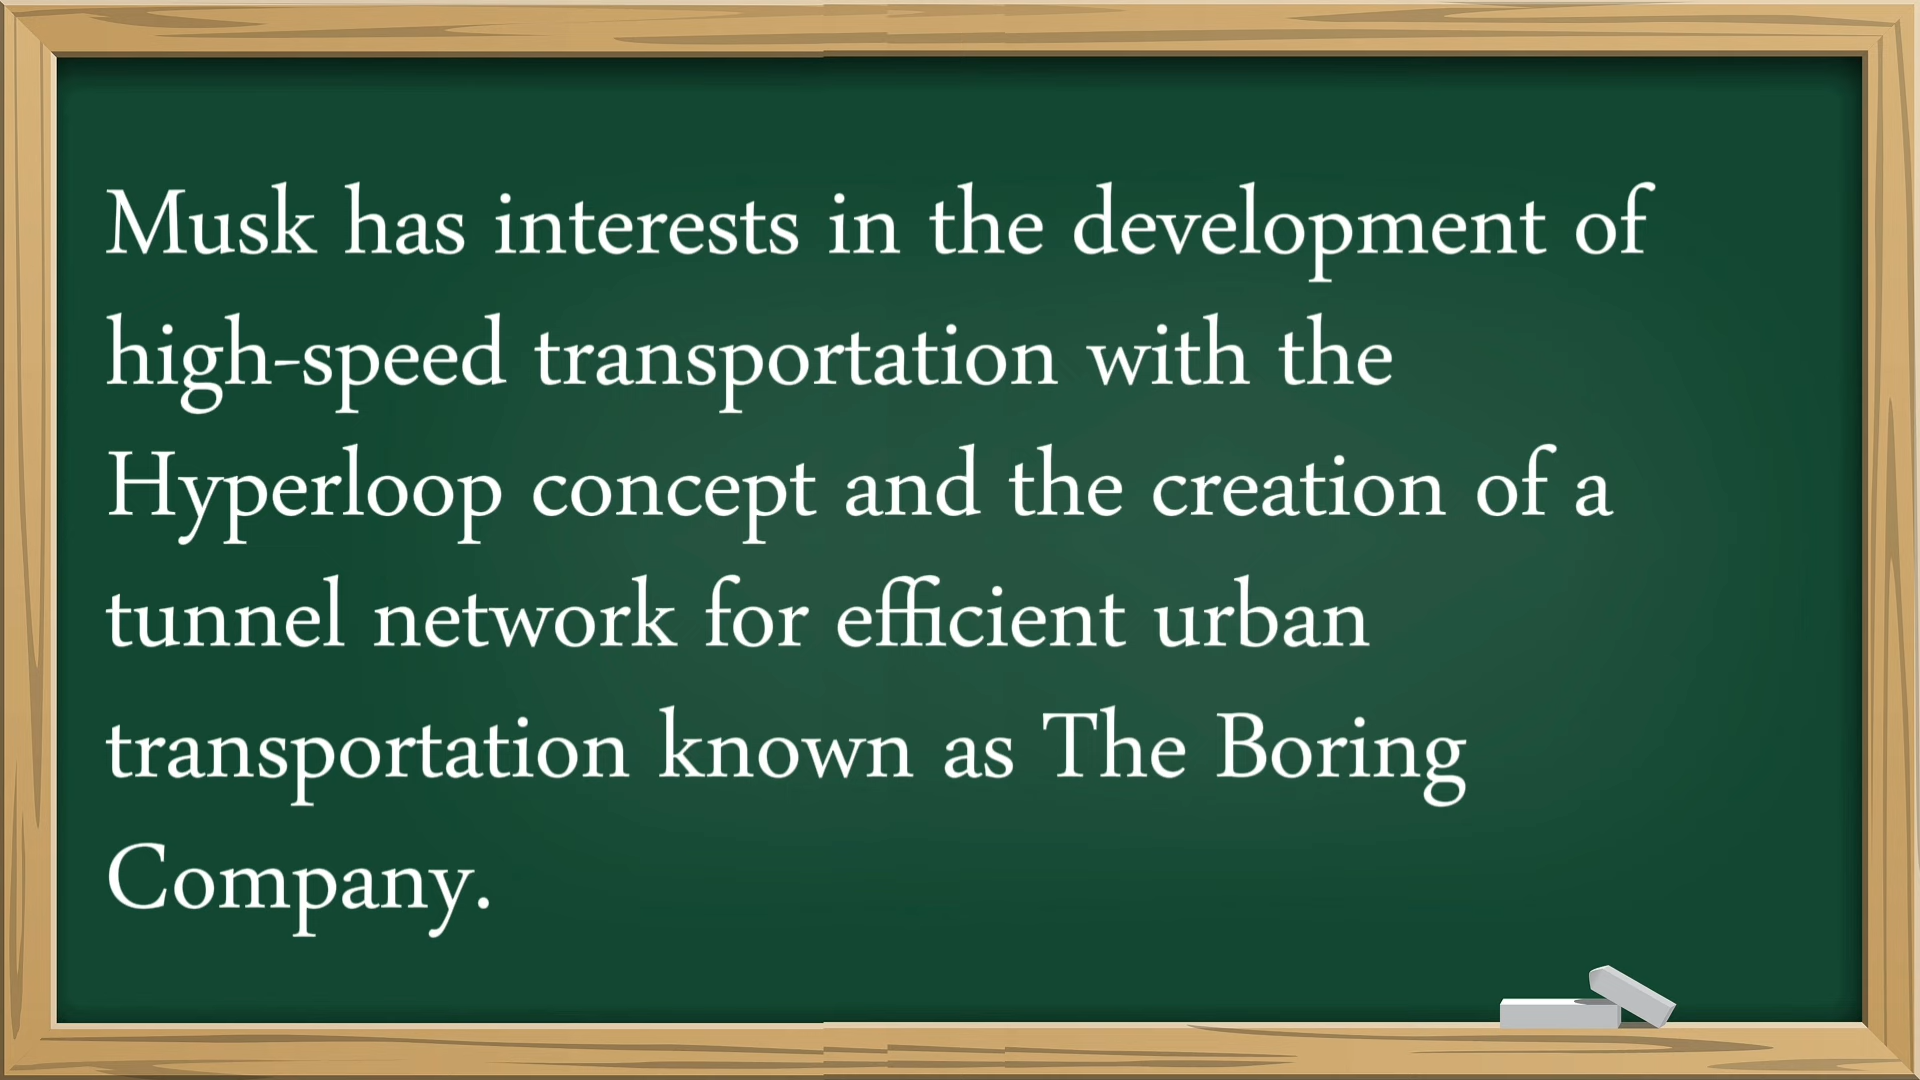 Musk has interests in the development of
high-speed transportation with the
Hyperloop concept and the creation of a
tunnel network for efficient urban
transportation known as The Boring
Company.